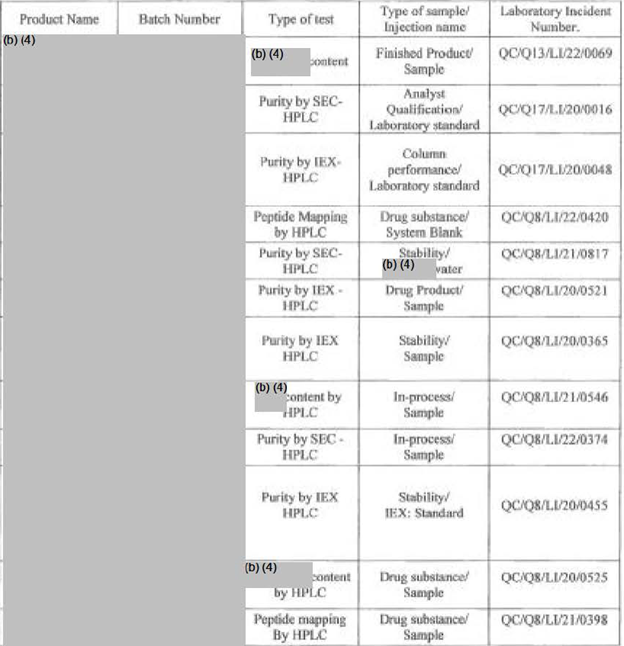 Product Name Batch Number Type of test Type of sample/ Injection name Laboratory Incident Number.
(b) (4)
(b) (4) content Finished Product/ Sample QC/Q13/LI/22/0069
Purity by SEC- HPLC Analyst Qualification/ Laboratory standard QC/Q17/LI/20/0016
Purity by IEX- HPLC Column performance/ Laboratory standard QC/Q17/LI/20/0048
Peptide Mapping by HPLC Drug substance/ System Blank QC/Q8/LI/22/0420
Purity by SEC- HPLC Stability/ (b) (4) water QC/Q8/LI/21/0817
Purity by IEX - HPLC Drug Product/ Sample QC/Q8/LI/20/0521
Purity by IEX HPLC Stability/ Sample QC/Q8/LI/20/0365
(b) (4) content by HPLC In-process/ Sample QC/Q8/LI/21/0546
Purity by SEC - HPLC In-process/ Sample QC/Q8/LI/22/0374
Purity by IEX HPLC Stability/ IEX: Standard QC/Q8/LI/20/0455
(b) (4) content by HPLC Drug substance/ Sample QC/Q8/LI/20/0525
Peptide mapping By HPLC Drug substance/ Sample QC/Q8/LI/21/0398